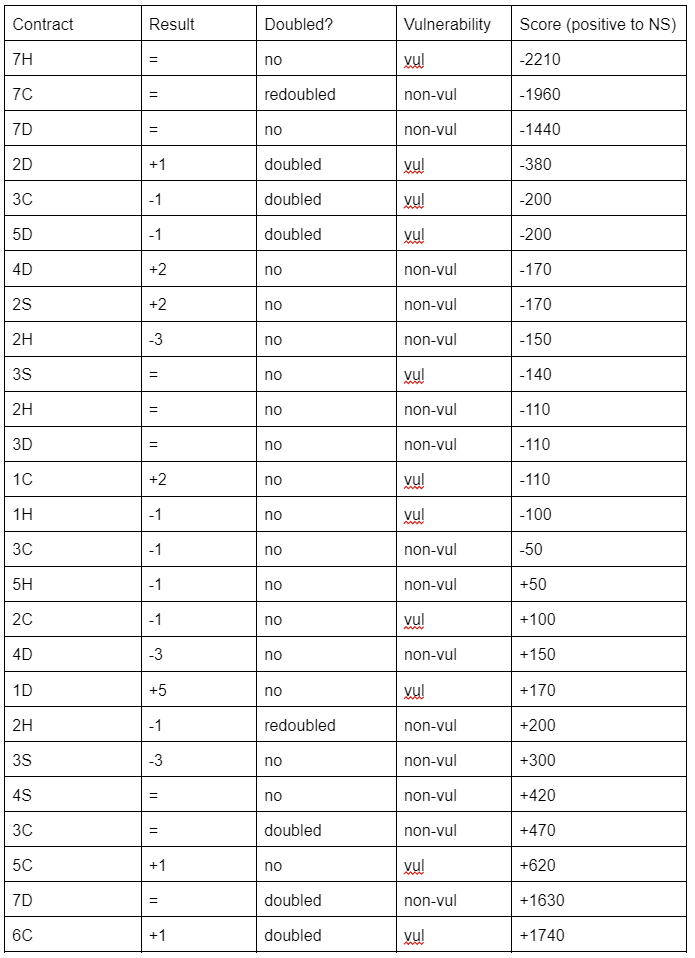 Contract Result Doubled? Vulnerability Score (positive to NS)
7H = no vul -2210
7C = redoubled non-vul -1960
7D = no non-vul -1440
2D +1 doubled vul -380
3C -1 doubled vul -200
5D -1 doubled vul -200
4D +2 no non-vul -170
2S +2 no non-vul -170
2H -3 no non-vul -150
3S = no vul -140
2H = no non-vul -110
3D = no non-vul -110
1C +2 no vul -110
1H -1 no vul -100
3C -1 no non-vul -50
5H -1 no non-vul +50
2C -1 no vul +100
4D -3 no non-vul +150
1D +5 no vul +170
2H -1 redoubled non-vul +200
3S -3 no non-vul +300
4S = no non-vul +420
3C = doubled non-vul +470
5C +1 no vul +620
7D = doubled non-vul +1630
6C +1 doubled vul +1740